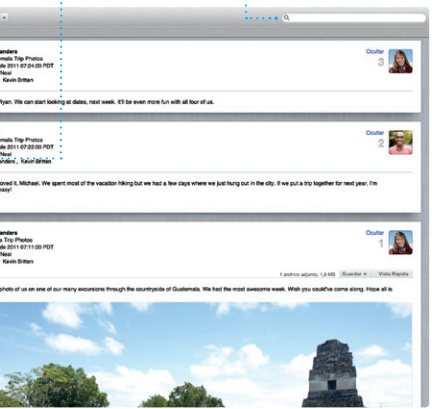 anders
Ocultar
3
mala Trip Photos
de 2011 07:24:00 PDT
Neal
Kevin Britten
Ryan. We can start looking at dates, next week. It'll be even more fun with all four of us.
Ocultar
2
mala Trip Photos
de 2011 07:22:00 PDT
Neal
anders, Kevin Britten
oved it, Michael. We spent most of the vacation hiking but we had a few days where we just hung out in the city. If we put a trip together for next year, I'm
easy!
anders
Ocultar
1
a Trip Photos
de 2011 07:11:00 PDT
Neal
Kevin Britten
1 archivo adjunto, 1,9 MB Guardar Vista Rápida
photo of us on one of our many excursions through the countryside of Guatemala. We had the most awesome week. Wish you could've come along. Hope all is